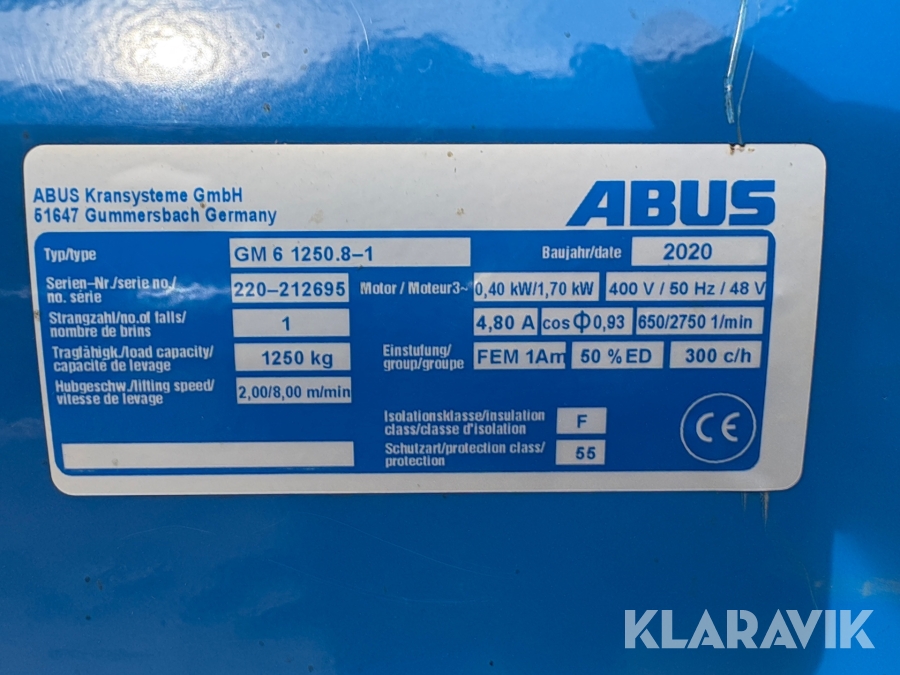 ABUS Kransysteme GmbH
51647 Gummersbach Germany
ABUS
Typ/type GM 6 1250.8-1 Baujahr/date 2020
Serien-Nr./serie no./
no. série 220-212695 Motor / Moteur3~ 0,40 kW/1,70 kW 400 V / 50 Hz / 48 V
Strangzahl/no.of falls/
nombre de brins 1 4,80 A cos Φ 0,93 650/2750 1/min
Tragfähigk./load capacity/
capacité de levage 1250 kg Einstufung/
group/groupe FEM 1Am 50 %ED 300 c/h
Hubgeschw./lifting speed/
vitesse de levage 2,00/8,00 m/min
Isolationsklasse/insulation
class/classe d'isolation F
Schutzart/protection class/
protection 55
CE
KLARAVIK